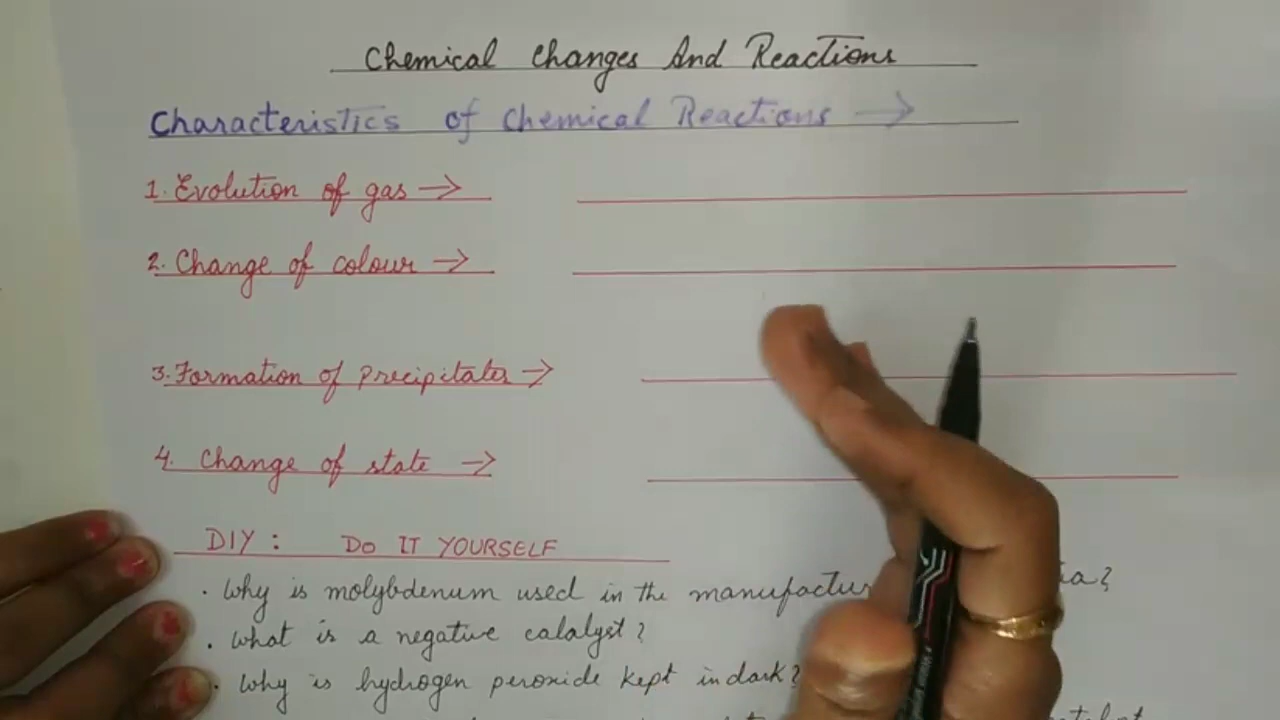 Chemical Changes And Reactions
Characteristics of Chemical Reactions →
1. Evolution of gas →
2. Change of colour →
3. Formation of precipitates →
4. Change of state →
DIY : DO IT YOURSELF
. Why is molybdenum used in the
. What is a negative catalyst ?
. Why is hydrogen peroxide kept in dark?